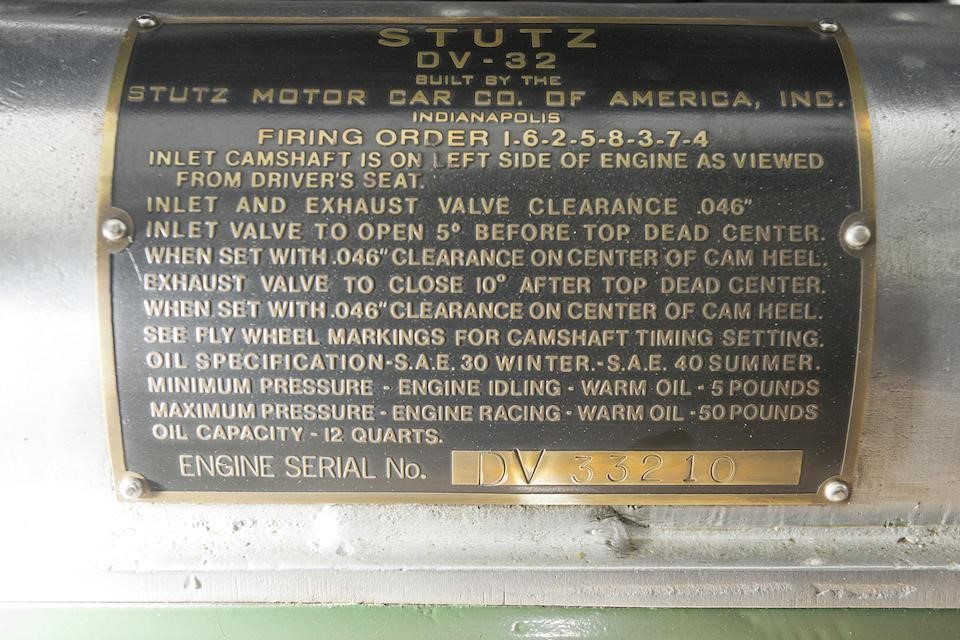 STUTZ
DV-32
BUILT BY THE
STUTZ MOTOR CAR CO. OF AMERICA, INC.
INDIANAPOLIS
FIRING ORDER 1-6-2-5-8-3-7-4
INLET CAMSHAFT IS ON LEFT SIDE OF ENGINE AS VIEWED
FROM DRIVER'S SEAT.
INLET AND EXHAUST VALVE CLEARANCE .046"
INLET VALVE TO OPEN 5º BEFORE TOP DEAD CENTER.
WHEN SET WITH .046" CLEARANCE ON CENTER OF CAM HEEL.
EXHAUST VALVE TO CLOSE 10º AFTER TOP DEAD CENTER.
WHEN SET WITH .046" CLEARANCE ON CENTER OF CAM HEEL.
SEE FLY WHEEL MARKINGS FOR CAMSHAFT TIMING SETTING.
OIL SPECIFICATION-S.A.E. 30 WINTER.-S.A.E. 40 SUMMER.
MINIMUM PRESSURE - ENGINE IDLING - WARM OIL - 5 POUNDS
MAXIMUM PRESSURE - ENGINE RACING - WARM OIL - 50 POUNDS
OIL CAPACITY - 12 QUARTS.
ENGINE SERIAL No. DV 33210